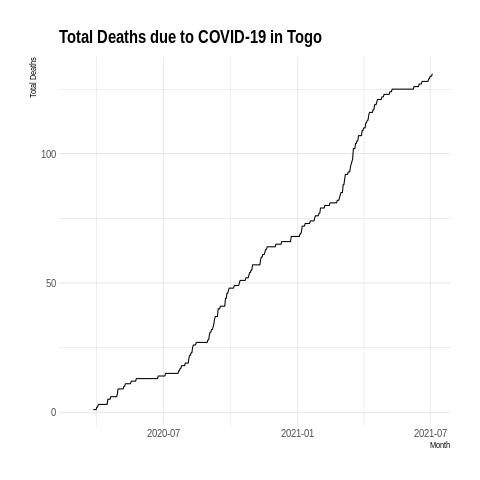 Total Deaths due to COVID-19 in Togo
Total Deaths
100
50
0
2020-07
2021-01
2021-07
Month